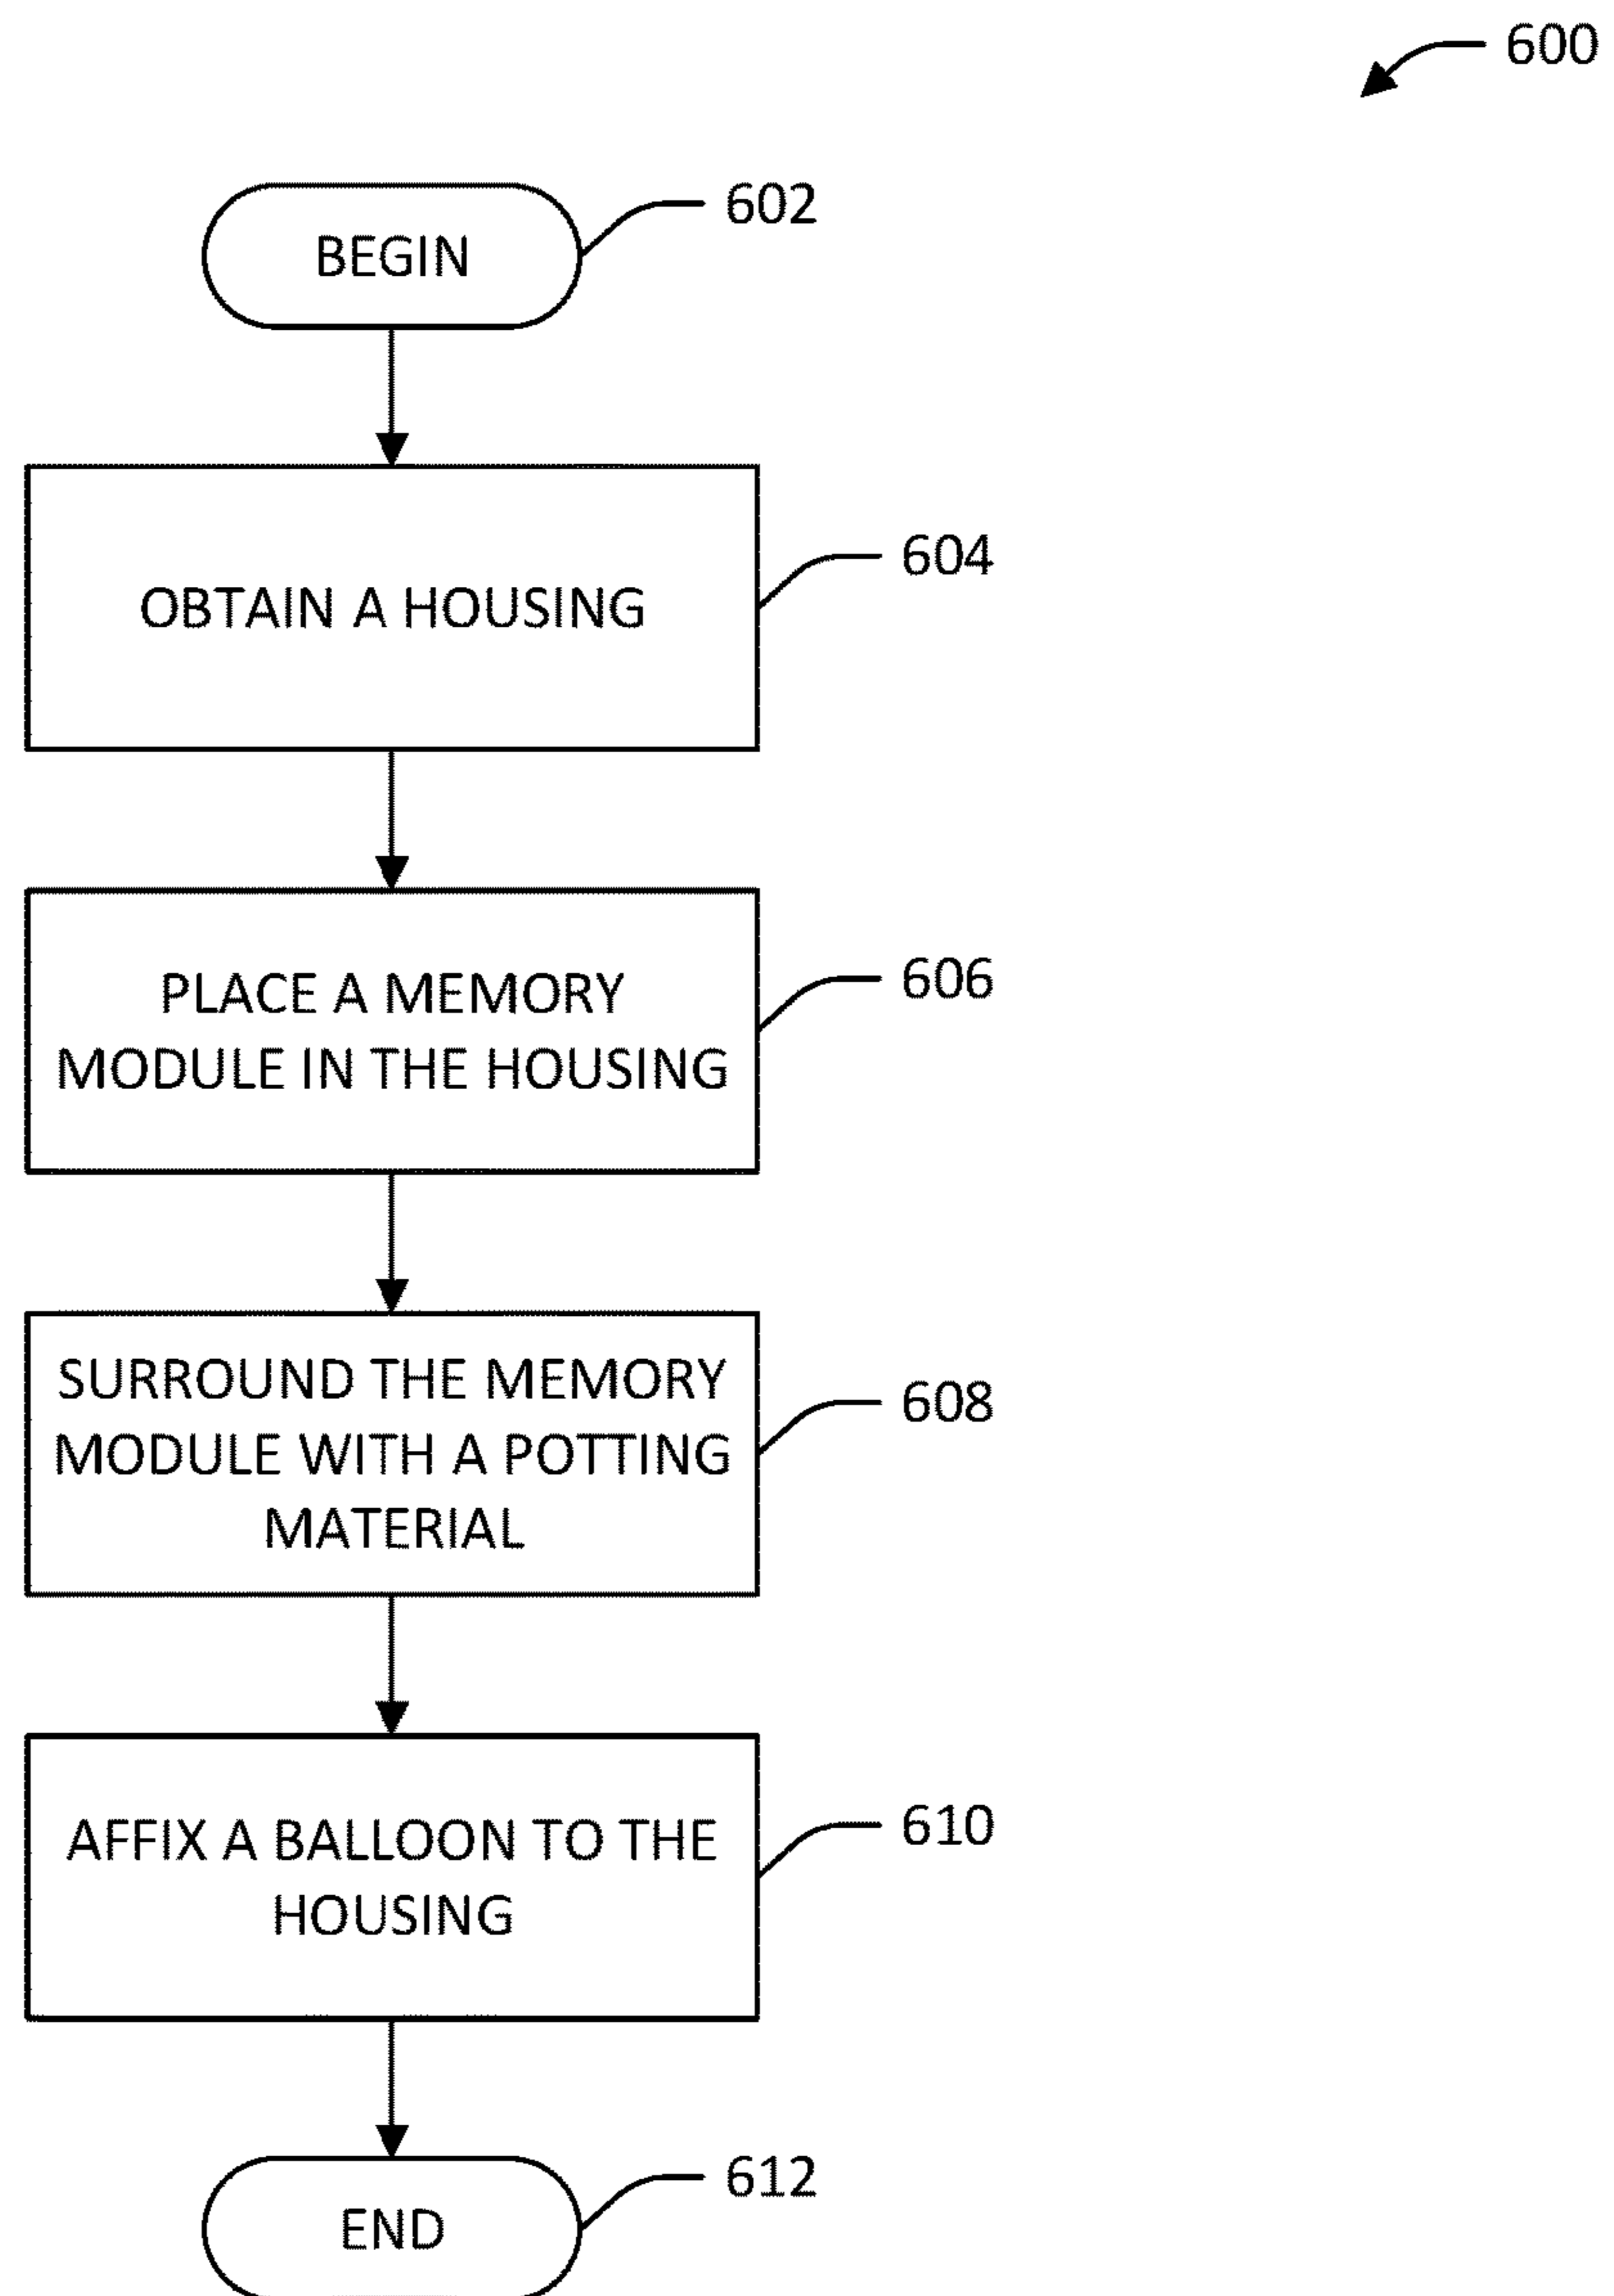 600
602
BEGIN
604
OBTAIN A HOUSING
606
PLACE A MEMORY
MODULE IN THE HOUSING
608
SURROUND THE MEMORY
MODULE WITH A POTTING
MATERIAL
610
AFFIX A BALLOON TO THE
HOUSING
612
END